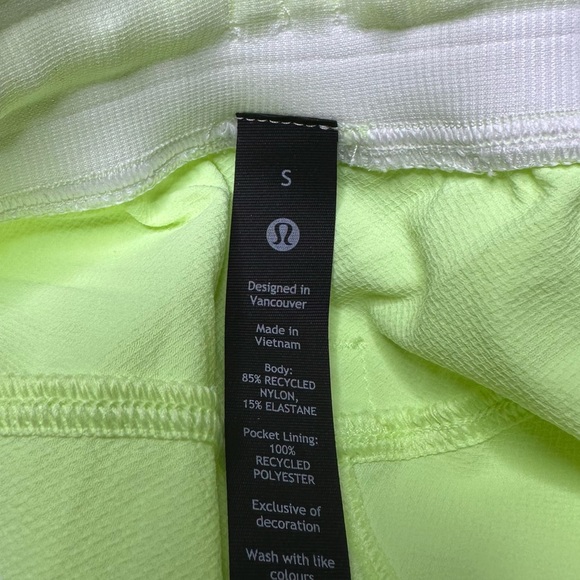 S
Designed in
Vancouver
Made in
Vietnam
Body:
85% RECYCLED
NYLON,
15% ELASTANE
Pocket Lining:
100%
RECYCLED
POLYESTER
Exclusive of
decoration
Wash with like
colours